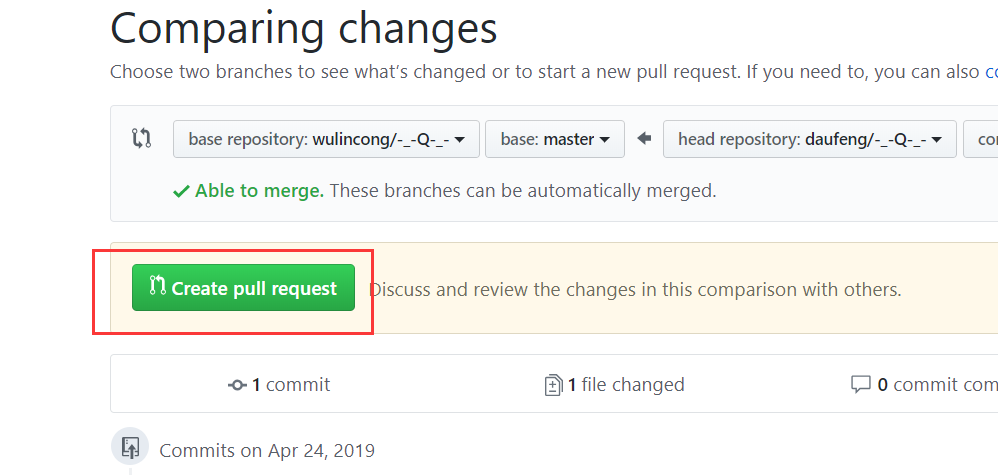 Comparing changes
Choose two branches to see what's changed or to start a new pull request. If you need to, you can also
base repository: wulincong/-_-Q-_- base: master head repository: daufeng/-_-Q-_-
Able to merge. These branches can be automatically merged.
Create pull request Discuss and review the changes in this comparison with others.
1 commit 1 file changed 0 commit com
Commits on Apr 24, 2019